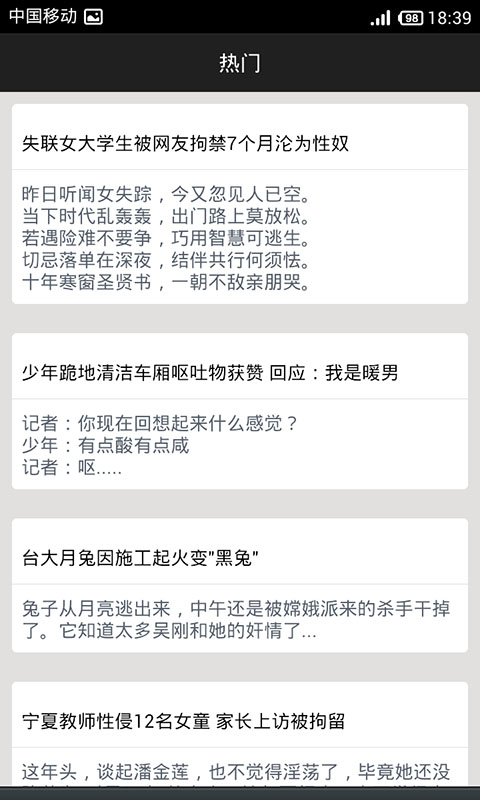 中国移动 98 18:39
热门
失联女大学生被网友拘禁7个月沦为性奴
昨日听闻女失踪，今又忽见人已空。
当下时代乱轰轰，出门路上莫放松。
若遇险难不要争，巧用智慧可逃生。
切忌落单在深夜，结伴共行何须怯。
十年寒窗圣贤书，一朝不敌亲朋哭。
少年跪地清洁车厢呕吐物获赞 回应：我是暖男
记者：你现在回想起来什么感觉？
少年：有点酸有点咸
记者：呕.....
台大月兔因施工起火变"黑兔"
兔子从月亮逃出来，中午还是被嫦娥派来的杀手干掉
了。它知道太多吴刚和她的奸情了...
宁夏教师性侵12名女童 家长上访被拘留
这年头，谈起潘金莲，也不觉得淫荡了，毕竟她还没